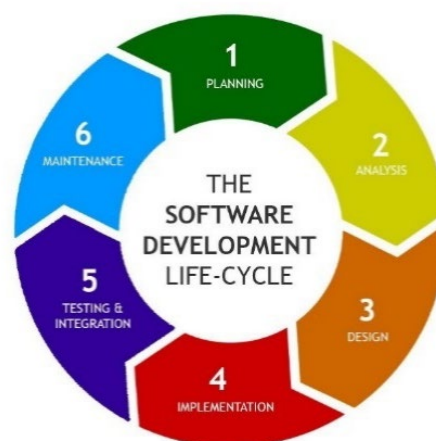 1
PLANNING
2
ANALYSIS
3
DESIGN
4
IMPLEMENTATION
5
TESTING &
INTEGRATION
6
MAINTENANCE
THE
SOFTWARE
DEVELOPMENT
LIFE-CYCLE